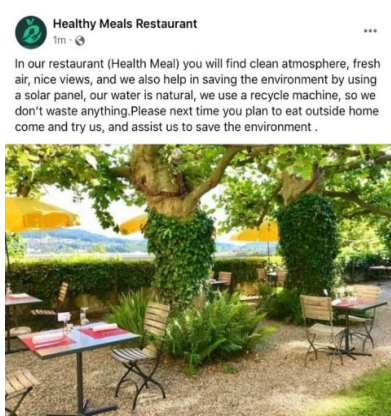 Healthy Meals Restaurant
1m ·
In our restaurant (Health Meal) you will find clean atmosphere, fresh
air, nice views, and we also help in saving the environment by using
a solar panel, our water is natural, we use a recycle machine, so we
don't waste anything.Please next time you plan to eat outside home
come and try us, and assist us to save the environment .